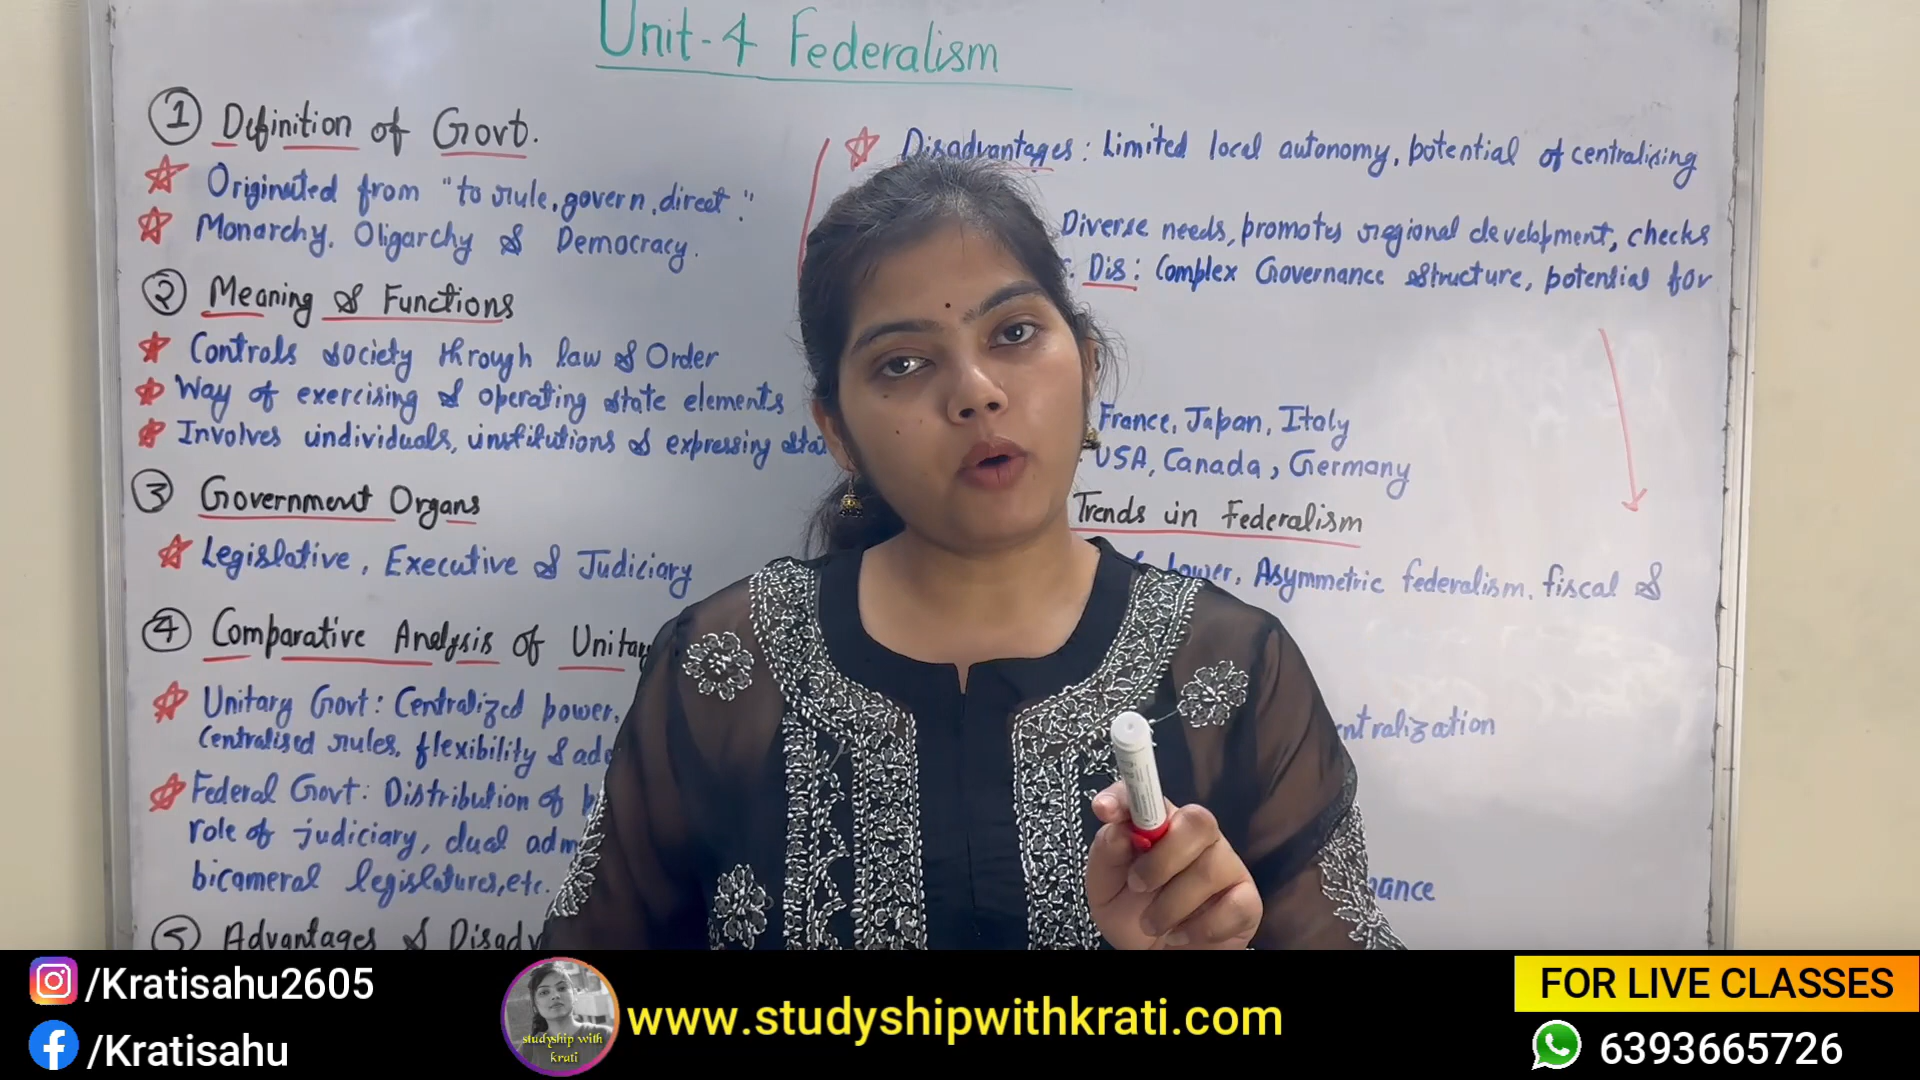 Unit-4 Federalism
① Definition of Govt.
Originated from "to rule, govern, direct."
Monarchy, Oligarchy & Democracy.
② Meaning & Functions
Controls society through law & Order
Way of exercising & operating state elements
Involves individuals, institutions & expressing
③ Government Organs
Legislative, Executive & Judiciary
④ Comparative Analysis of Unitary
Unitary Govt: Centralized power,
Centralised rules, flexibility &
Federal Govt: Distribution of
role of judiciary, dual
bicameral legislatures, etc.
5 Advantages &
Disadvantages: Limited local autonomy, potential of centralising
Diverse needs, promotes regional development, checks
Dis: Complex Governance structure, potential for
France, Japan, Italy
USA, Canada, Germany
Trends in Federalism
power, Asymmetric federalism, fiscal &
/Kratisahu2605
/Kratisahu
studyship with
krati
www.studyshipwithkrati.com
FOR LIVE CLASSES
6393665726